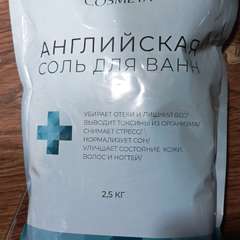 COSMETA
АНГЛИЙСКАЯ
СОЛЬ ДЛЯ ВАНН
УБИРАЕТ ОТЕКИ И ЛИШНИЙ ВЕС/
ВЫВОДИТ ТОКСИНЫ ИЗ ОРГАНИЗМА/
СНИМАЕТ СТРЕСС/
НОРМАЛИЗУЕТ СОН/
УЛУЧШАЕТ СОСТОЯНИЕ КОЖИ,
ВОЛОС И НОГТЕЙ/
2,5 КГ